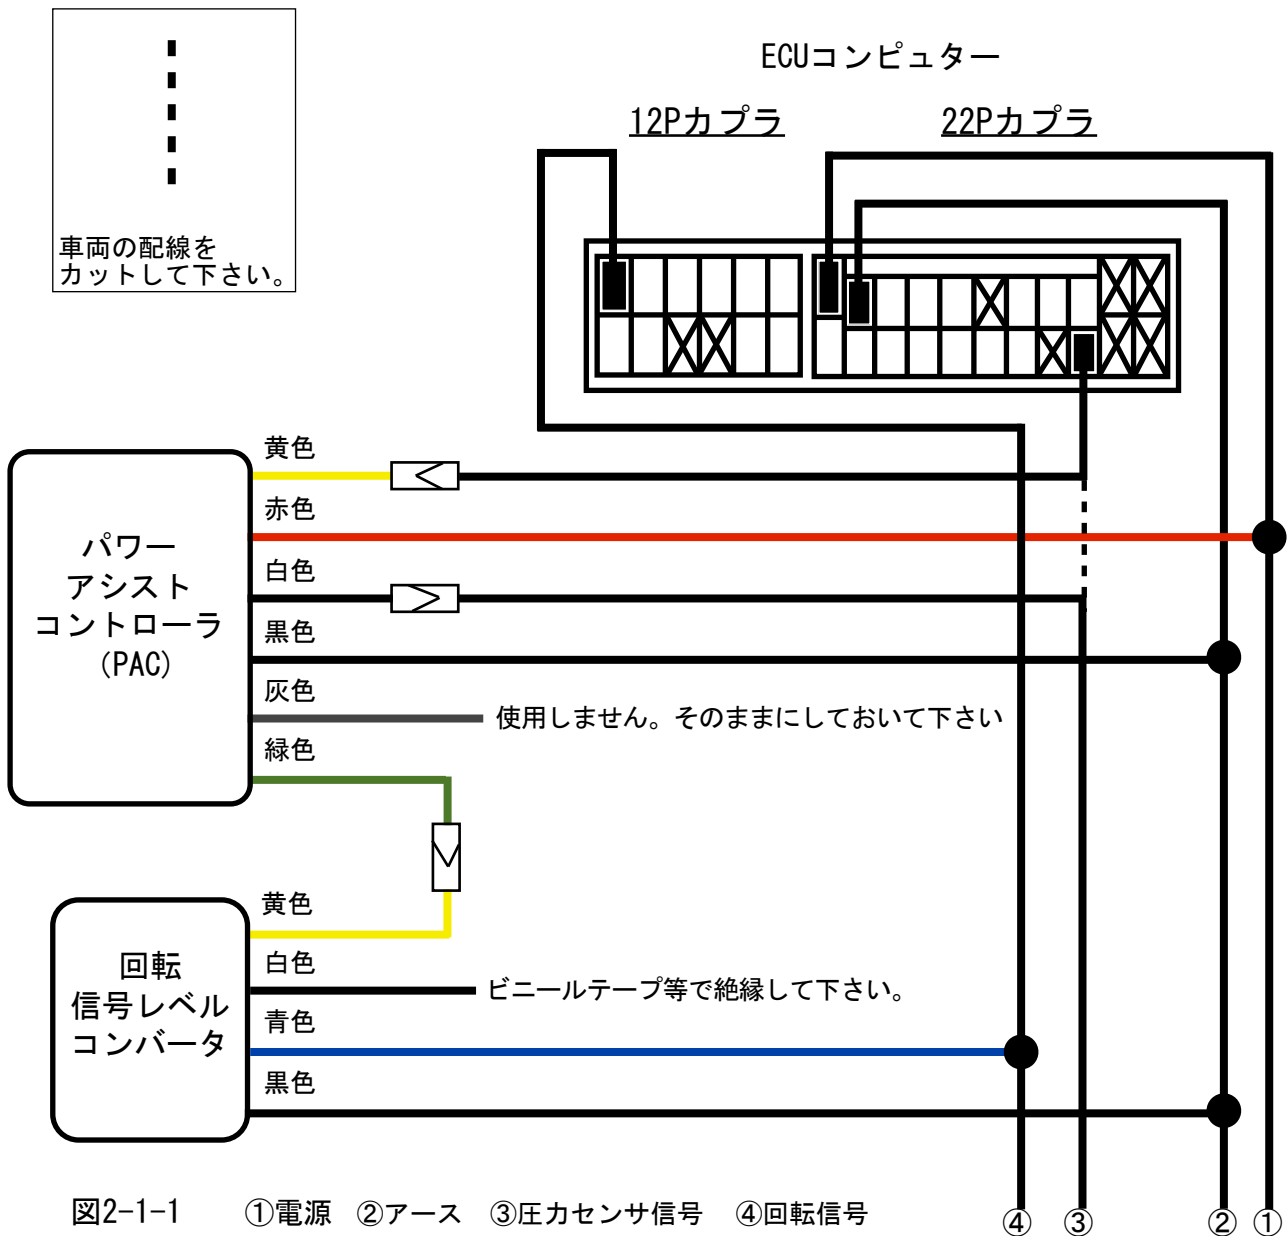 車両の配線を
カットして下さい。
ECUコンピュター
12Pカプラ
22Pカプラ
パワー
アシスト
コントローラ
(PAC)
黄色
赤色
白色
黒色
灰色
使用しません。そのままにしておいて下さい
緑色
回転
信号レベル
コンバータ
黄色
白色
ビニールテープ等で絶縁して下さい。
青色
黒色
図2-1-1 ①電源 ②アース ③圧力センサ信号 ④回転信号
④ ③ ② ①